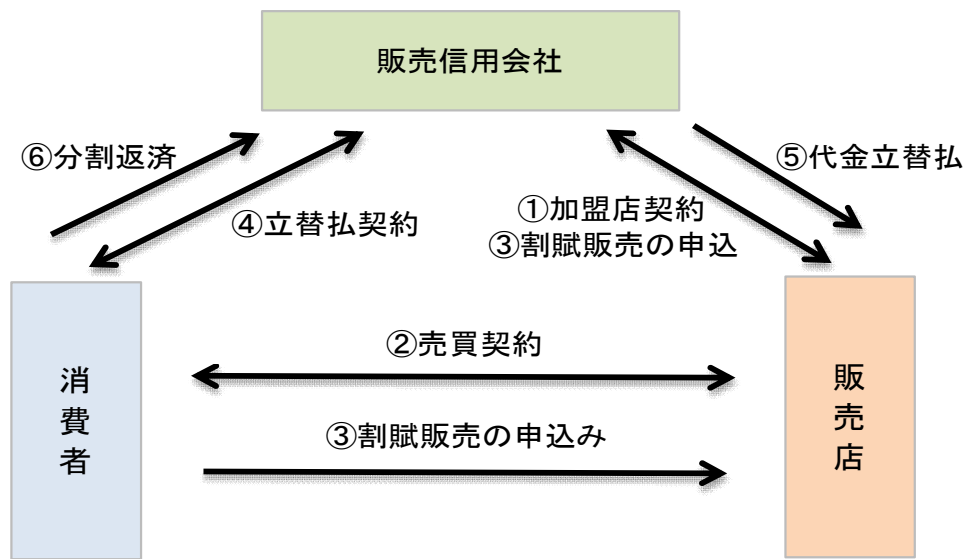 販売信用会社
⑥分割返済
⑤代金立替払
④立替払契約
①加盟店契約
③割賦販売の申込
②売買契約
③割賦販売の申込み
消費者
販売店